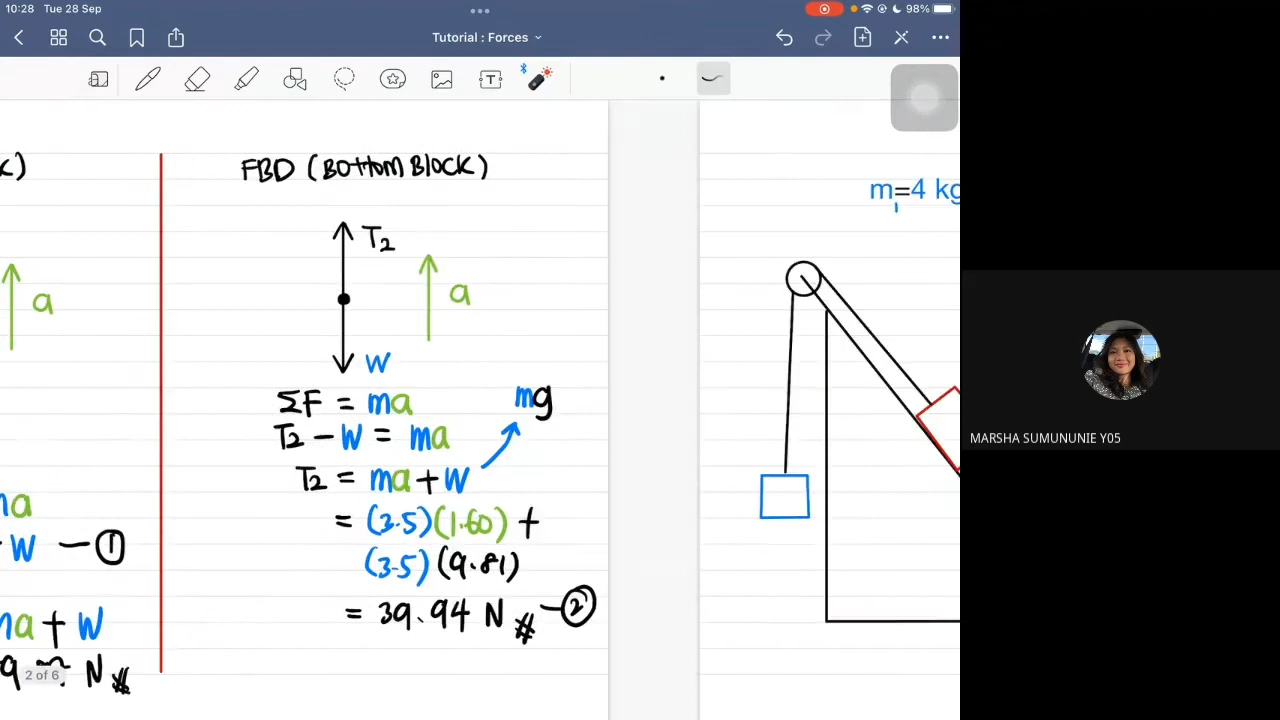 10:28 Tue 28 Sep
98%
Tutorial : Forces
T
FBD (Bottom Block)
T2
a
W
ΣF = ma
T2 - W = ma
mg
T2 = ma + W
= (3.5)(1.60) +
(3.5)(9.81)
= 39.94 N # -②
a
ma
W -①
ma + W
N #
2 of 6
m1=4 kg
MARSHA SUMUNUNIE Y05